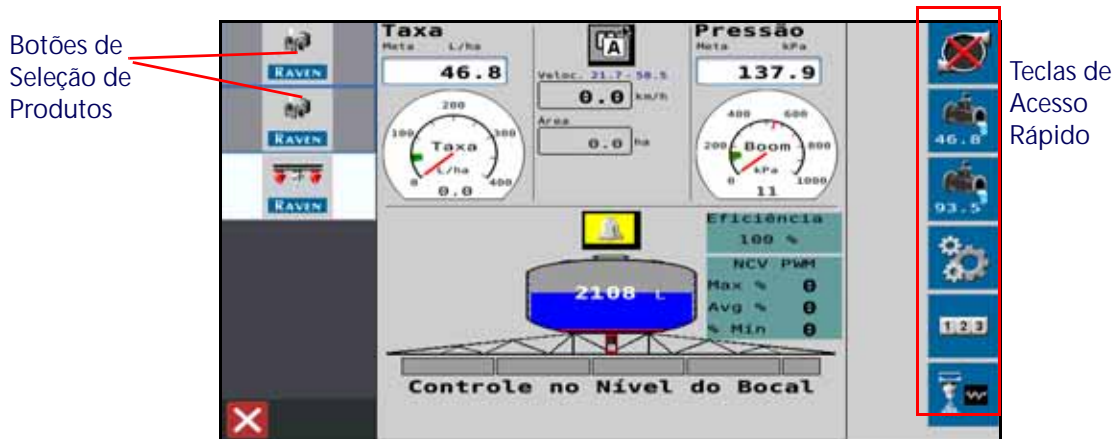 Botões de
Seleção de
Produtos
RAVEN
RAVEN
RAVEN
Taxa
Meta L/ha
46.8
0 100 200 300 400
Taxa
L/ha
0.0
A
Veloc. 21.7-58.5
0.0 km/h
Área
0.0 ha
Pressão
Meta kPa
137.9
0 200 400 600 800 1000
Boom
kPa
11
Eficiência
100 %
NCV PWM
Max % 0
Avg % 0
% Min 0
2108 L
Controle no Nível do Bocal
46.8
93.5
1 2 3
Teclas de
Acesso
Rápido